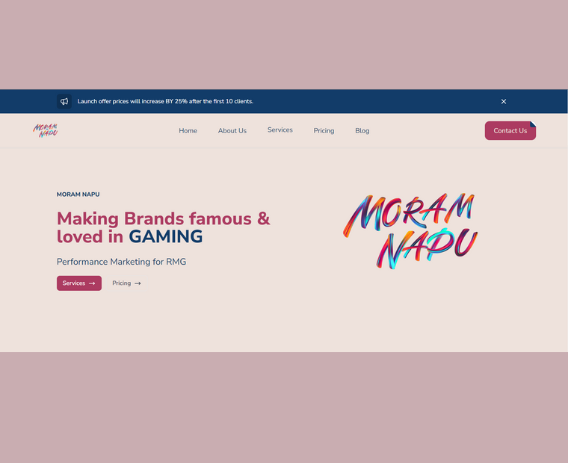 Launch offer prices will increase BY 25% after the first 10 clients.
MORAM
NAPU
Home About Us Services Pricing Blog Contact Us
MORAM NAPU
Making Brands famous &
loved in GAMING
Performance Marketing for RMG
Services → Pricing →
MORAM
NAPU